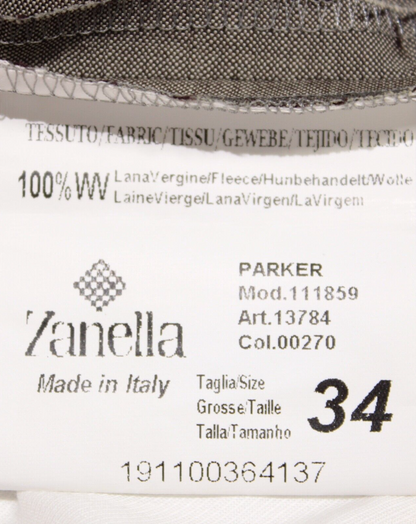 TESSUTO/FABRIC/TISSU/GEWEBE/TEJIDO/TECIDO
100% WV LanaVergine/Fleece/Hunbehandelt/Wolle
LaineVierge/LanaVirgen/LaVirgem
Zanella
Made in Italy
PARKER
Mod.111859
Art.13784
Col.00270
Taglia/Size
Grosse/Taille
Talla/Tamanho
34
191100364137